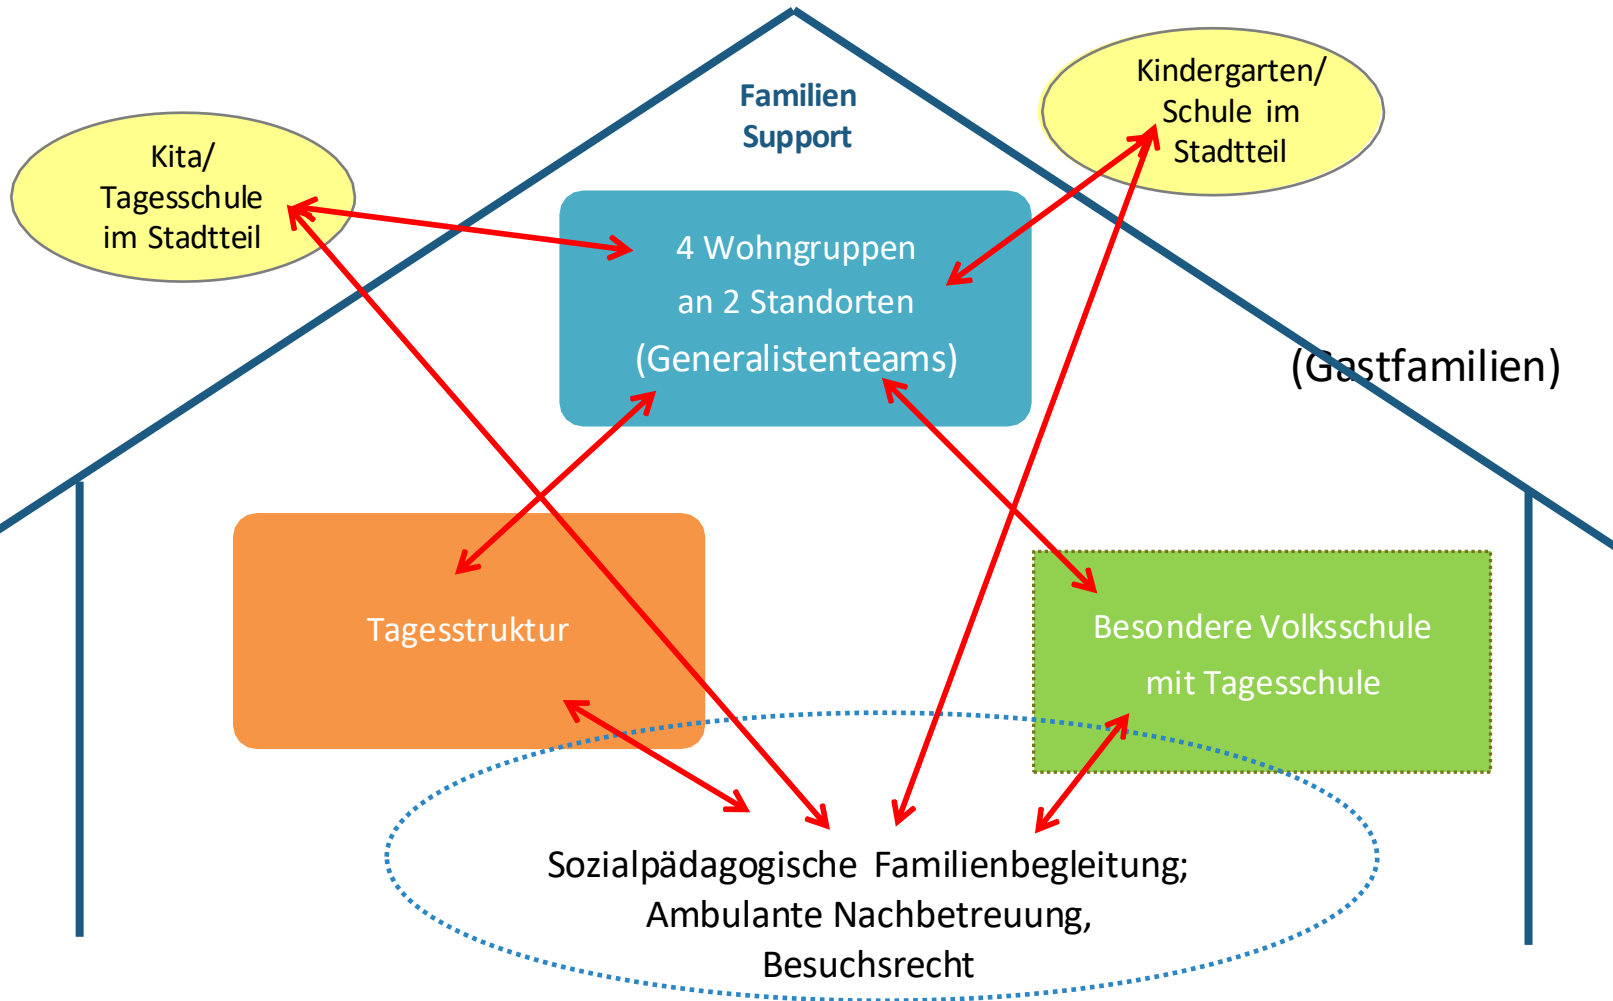 Familien
Support
Kindergarten/
Schule im
Stadtteil
Kita/
Tagesschule
im Stadtteil
4 Wohngruppen
an 2 Standorten
(Generalistenteams)
(Gastfamilien)
Tagesstruktur
Besondere Volksschule
mit Tagesschule
Sozialpädagogische Familienbegleitung;
Ambulante Nachbetreuung,
Besuchsrecht